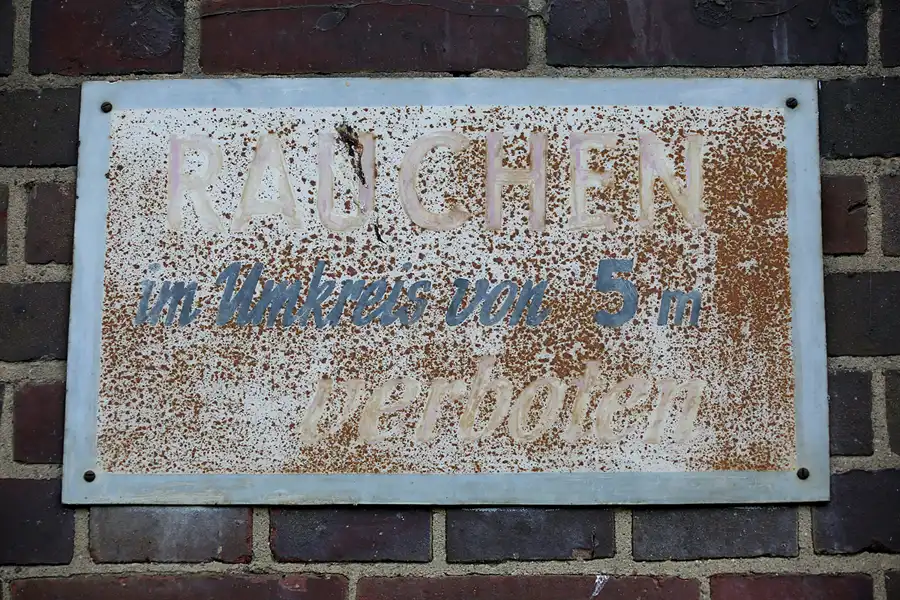 RAUCHEN
im Umkreis von 5 m
verboten